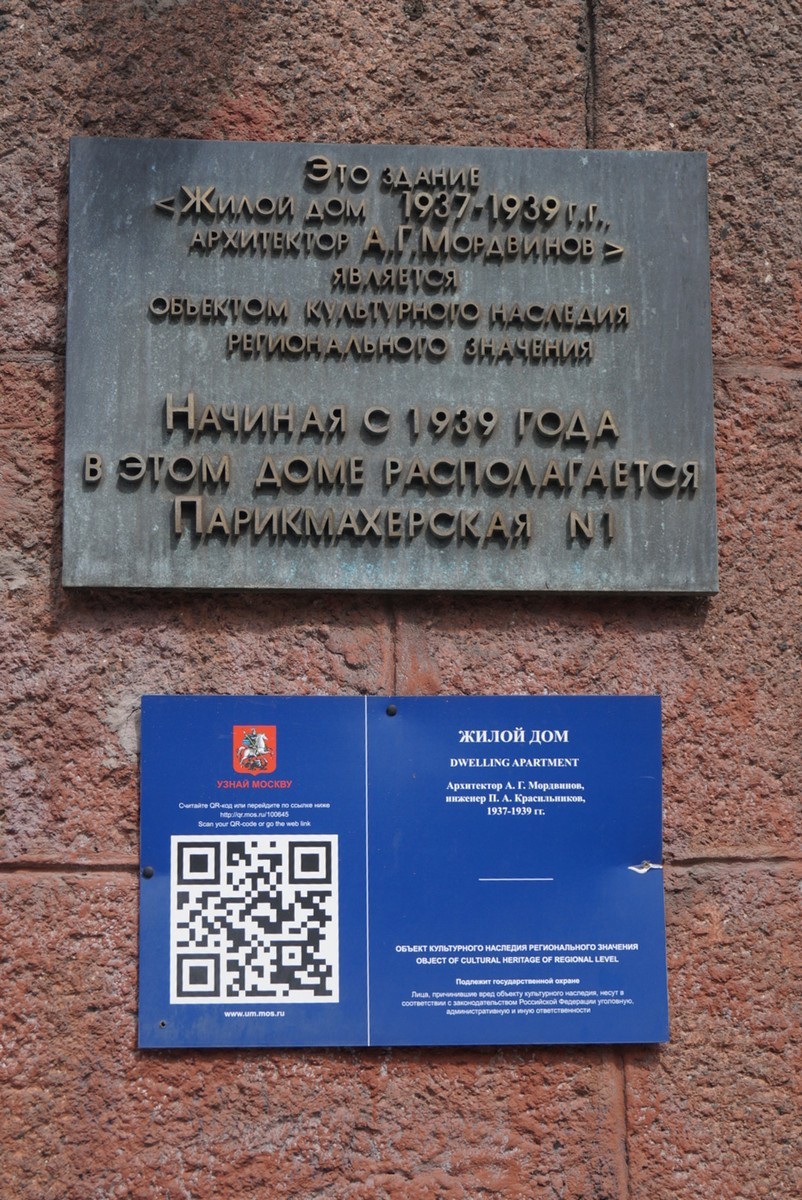 Это здание
<Жилой дом 1937-1939 г.г.,
архитектор А.Г.Мордвинов>
является
объектом культурного наследия
регионального значения
Начиная с 1939 года
в этом доме располагается
Парикмахерская N1
УЗНАЙ МОСКВУ
Считайте QR-код или перейдите по ссылке ниже
http://qr.mos.ru/100645
Scan your QR-code or go the web link
www.um.mos.ru
ЖИЛОЙ ДОМ
DWELLING APARTMENT
Архитектор А. Г. Мордвинов,
инженер П. А. Красильников,
1937-1939 гг.
ОБЪЕКТ КУЛЬТУРНОГО НАСЛЕДИЯ РЕГИОНАЛЬНОГО ЗНАЧЕНИЯ
OBJECT OF CULTURAL HERITAGE OF REGIONAL LEVEL
Подлежит государственной охране
Лица, причинившие вред объекту культурного наследия, несут в
соответствии с законодательством Российской Федерации уголовную,
административную и иную ответственности